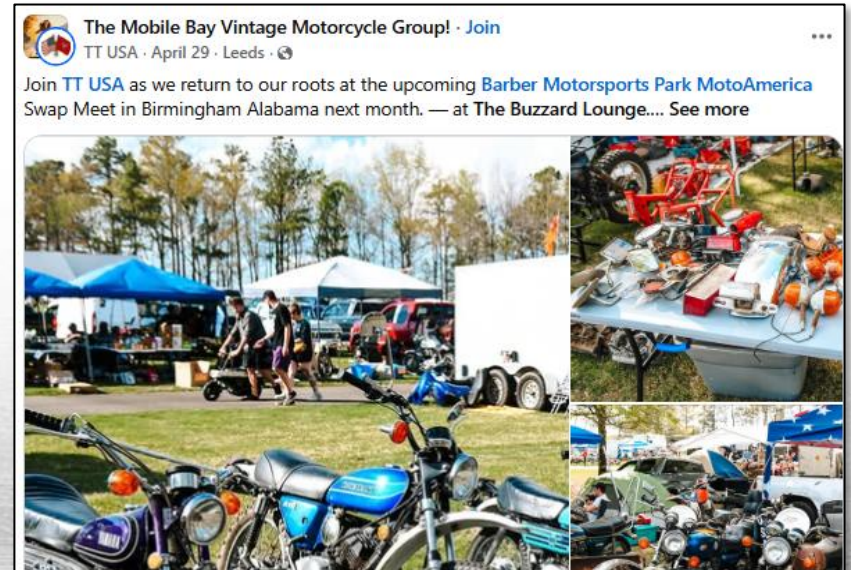 The Mobile Bay Vintage Motorcycle Group! · Join
TT USA · April 29 · Leeds ·
Join TT USA as we return to our roots at the upcoming Barber Motorsports Park MotoAmerica
Swap Meet in Birmingham Alabama next month. — at The Buzzard Lounge.... See more
YAMAHA